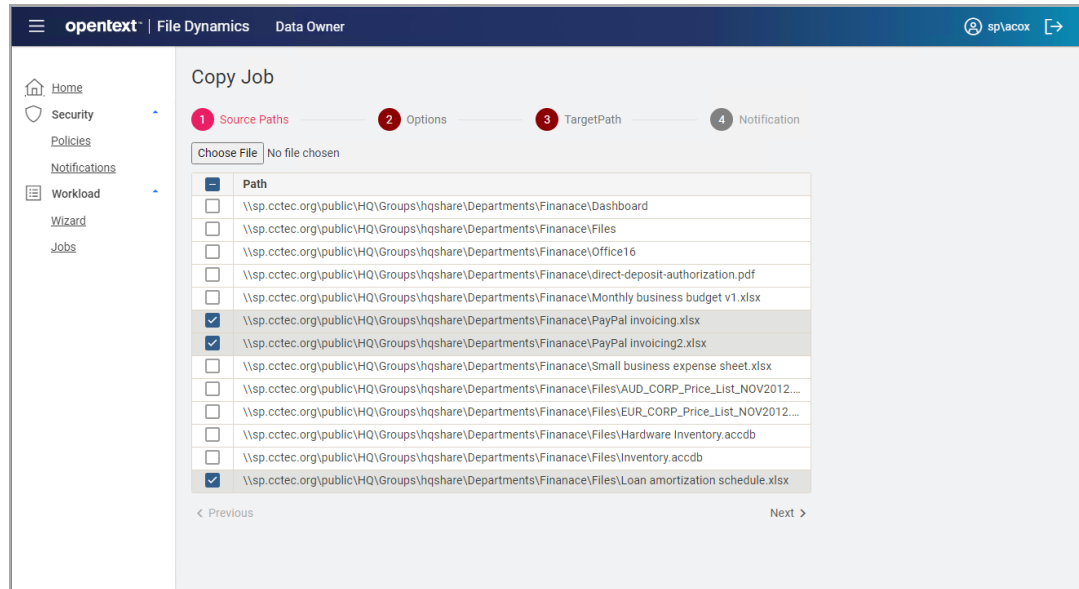 opentext™ | File Dynamics Data Owner sp\acox
Home
Security
Policies
Notifications
Workload
Wizard
Jobs
Copy Job
1 Source Paths 2 Options 3 TargetPath 4 Notification
Choose File No file chosen
Path
\\sp.cctec.org\public\HQ\Groups\hqshare\Departments\Finanace\Dashboard
\\sp.cctec.org\public\HQ\Groups\hqshare\Departments\Finanace\Files
\\sp.cctec.org\public\HQ\Groups\hqshare\Departments\Finanace\Office16
\\sp.cctec.org\public\HQ\Groups\hqshare\Departments\Finanace\direct-deposit-authorization.pdf
\\sp.cctec.org\public\HQ\Groups\hqshare\Departments\Finanace\Monthly business budget v1.xlsx
\\sp.cctec.org\public\HQ\Groups\hqshare\Departments\Finanace\PayPal invoicing.xlsx
\\sp.cctec.org\public\HQ\Groups\hqshare\Departments\Finanace\PayPal invoicing2.xlsx
\\sp.cctec.org\public\HQ\Groups\hqshare\Departments\Finanace\Small business expense sheet.xlsx
\\sp.cctec.org\public\HQ\Groups\hqshare\Departments\Finanace\Files\AUD_CORP_Price_List_NOV2012....
\\sp.cctec.org\public\HQ\Groups\hqshare\Departments\Finanace\Files\EUR_CORP_Price_List_NOV2012....
\\sp.cctec.org\public\HQ\Groups\hqshare\Departments\Finanace\Files\Hardware Inventory.accdb
\\sp.cctec.org\public\HQ\Groups\hqshare\Departments\Finanace\Files\Inventory.accdb
\\sp.cctec.org\public\HQ\Groups\hqshare\Departments\Finanace\Files\Loan amortization schedule.xlsx
< Previous Next >